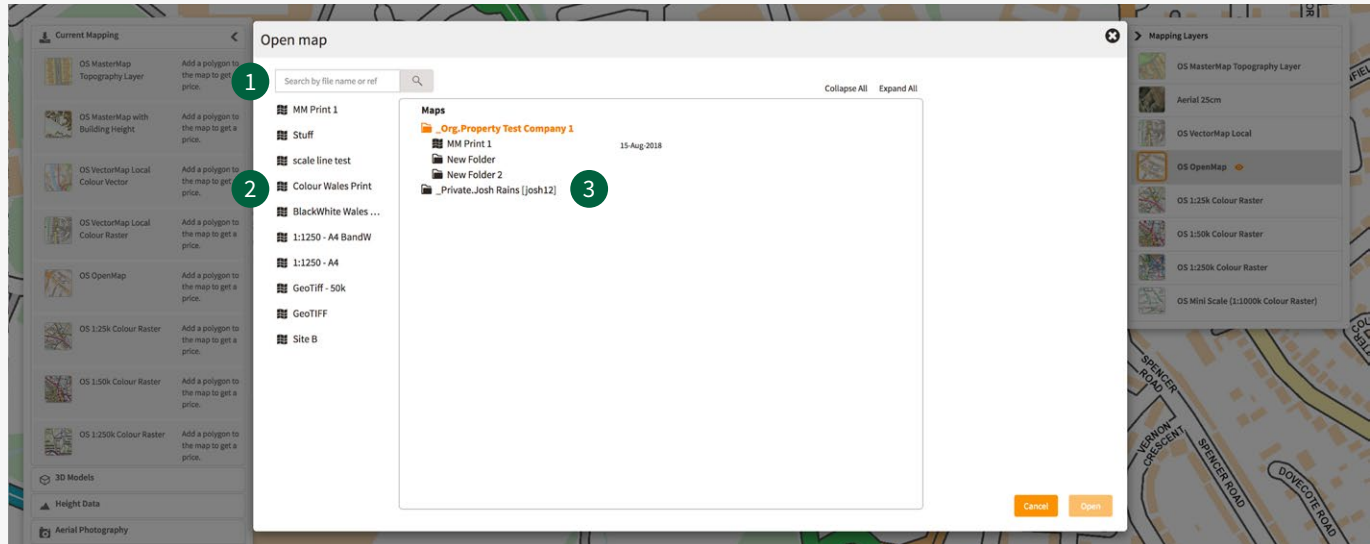 Current Mapping
OS MasterMap
Topography Layer
Add a polygon to
the map to get
price.
OS MasterMap with
Building Height
Add a polygon to
the map to get a
price.
OS VectorMap Local
Colour Vector
Add a polygon to
the map to get
price.
OS VectorMap Local
Colour Raster
Add a polygon to
the map to get a
price.
OS OpenMap
Add a polygon to
the map to get a
price.
OS 1:25k Colour Raster
Add a polygon to
the map to get a
price.
OS 1:50k Colour Raster
Add a polygon to
the map to get a
price.
OS 1:250k Colour Raster
Add a polygon to
the map to get a
price.
3D Models
Height Data
Aerial Photography
Open map
1
Search by file name or ref
Collapse All Expand All
MM Print 1
Stuff
scale line test
2
Colour Wales Print
BlackWhite Wales ...
1:1250 - A4 BandW
1:1250 - A4
GeoTiff - 50k
GeoTIFF
Site B
Maps
_Org.Property Test Company 1
MM Print 1 15-Aug-2018
New Folder
New Folder 2
_Private.Josh Rains [josh12]
3
Cancel
Open
Mapping Layers
OS MasterMap Topography Layer
Aerial 25cm
OS VectorMap Local
OS OpenMap
OS 1:25k Colour Raster
OS 1:50k Colour Raster
OS 1:250k Colour Raster
OS Mini Scale (1:1000k Colour Raster)
SPENCER
ROAD
VERNON
CRESCENT
SPENCER ROAD
DOVECOTE ROAD